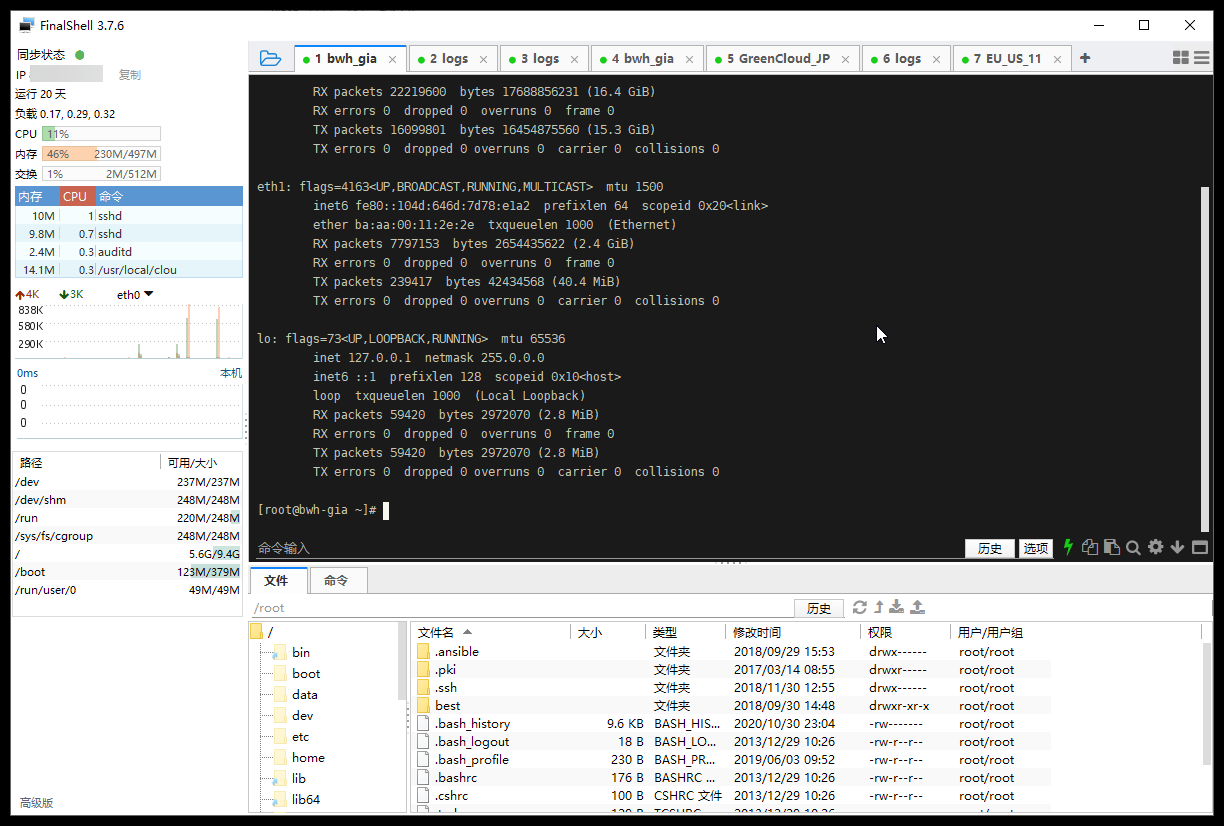 FinalShell 3.7.6
同步状态
IP 复制
运行 20 天
负载 0.17, 0.29, 0.32
CPU 11%
内存 46% 230M/497M
交换 1% 2M/512M
内存 CPU 命令
10M 1 sshd
9.8M 0.7 sshd
2.4M 0.3 auditd
14.1M 0.3 /usr/local/clou
4K 3K eth0
838K
580K
290K
0ms 本机
0
0
0
路径 可用/大小
/dev 237M/237M
/dev/shm 248M/248M
/run 220M/248M
/sys/fs/cgroup 248M/248M
/ 5.6G/9.4G
/boot 123M/379M
/run/user/0 49M/49M
高级版
1 bwh_gia 2 logs 3 logs 4 bwh_gia 5 GreenCloud_JP 6 logs 7 EU_US_11
RX packets 22219600 bytes 17688856231 (16.4 GiB)
RX errors 0 dropped 0 overruns 0 frame 0
TX packets 16099801 bytes 16454875560 (15.3 GiB)
TX errors 0 dropped 0 overruns 0 carrier 0 collisions 0
eth1: flags=4163<UP,BROADCAST,RUNNING,MULTICAST> mtu 1500
inet6 fe80::104d:646d:7d78:e1a2 prefixlen 64 scopeid 0x20<link>
ether ba:aa:00:11:2e:2e txqueuelen 1000 (Ethernet)
RX packets 7797153 bytes 2654435622 (2.4 GiB)
RX errors 0 dropped 0 overruns 0 frame 0
TX packets 239417 bytes 42434568 (40.4 MiB)
TX errors 0 dropped 0 overruns 0 carrier 0 collisions 0
lo: flags=73<UP,LOOPBACK,RUNNING> mtu 65536
inet 127.0.0.1 netmask 255.0.0.0
inet6 ::1 prefixlen 128 scopeid 0x10<host>
loop txqueuelen 1000 (Local Loopback)
RX packets 59420 bytes 2972070 (2.8 MiB)
RX errors 0 dropped 0 overruns 0 frame 0
TX packets 59420 bytes 2972070 (2.8 MiB)
TX errors 0 dropped 0 overruns 0 carrier 0 collisions 0
[root@bwh-gia ~]#
命令输入 历史 选项
文件 命令
/root 历史
/
bin
boot
data
dev
etc
home
lib
lib64
文件名 大小 类型 修改时间 权限 用户/用户组
.ansible 文件夹 2018/09/29 15:53 drwx------ root/root
.pki 文件夹 2017/03/14 08:55 drwxr----- root/root
.ssh 文件夹 2018/11/30 12:55 drwx------ root/root
best 文件夹 2018/09/30 14:48 drwxr-xr-x root/root
.bash_history 9.6 KB BASH_HIS... 2020/10/30 23:04 -rw------- root/root
.bash_logout 18 B BASH_LO... 2013/12/29 10:26 -rw-r--r-- root/root
.bash_profile 230 B BASH_PR... 2019/06/03 09:52 -rw-r--r-- root/root
.bashrc 176 B BASHRC ... 2013/12/29 10:26 -rw-r--r-- root/root
.cshrc 100 B CSHRC 文件 2013/12/29 10:26 -rw-r--r-- root/root